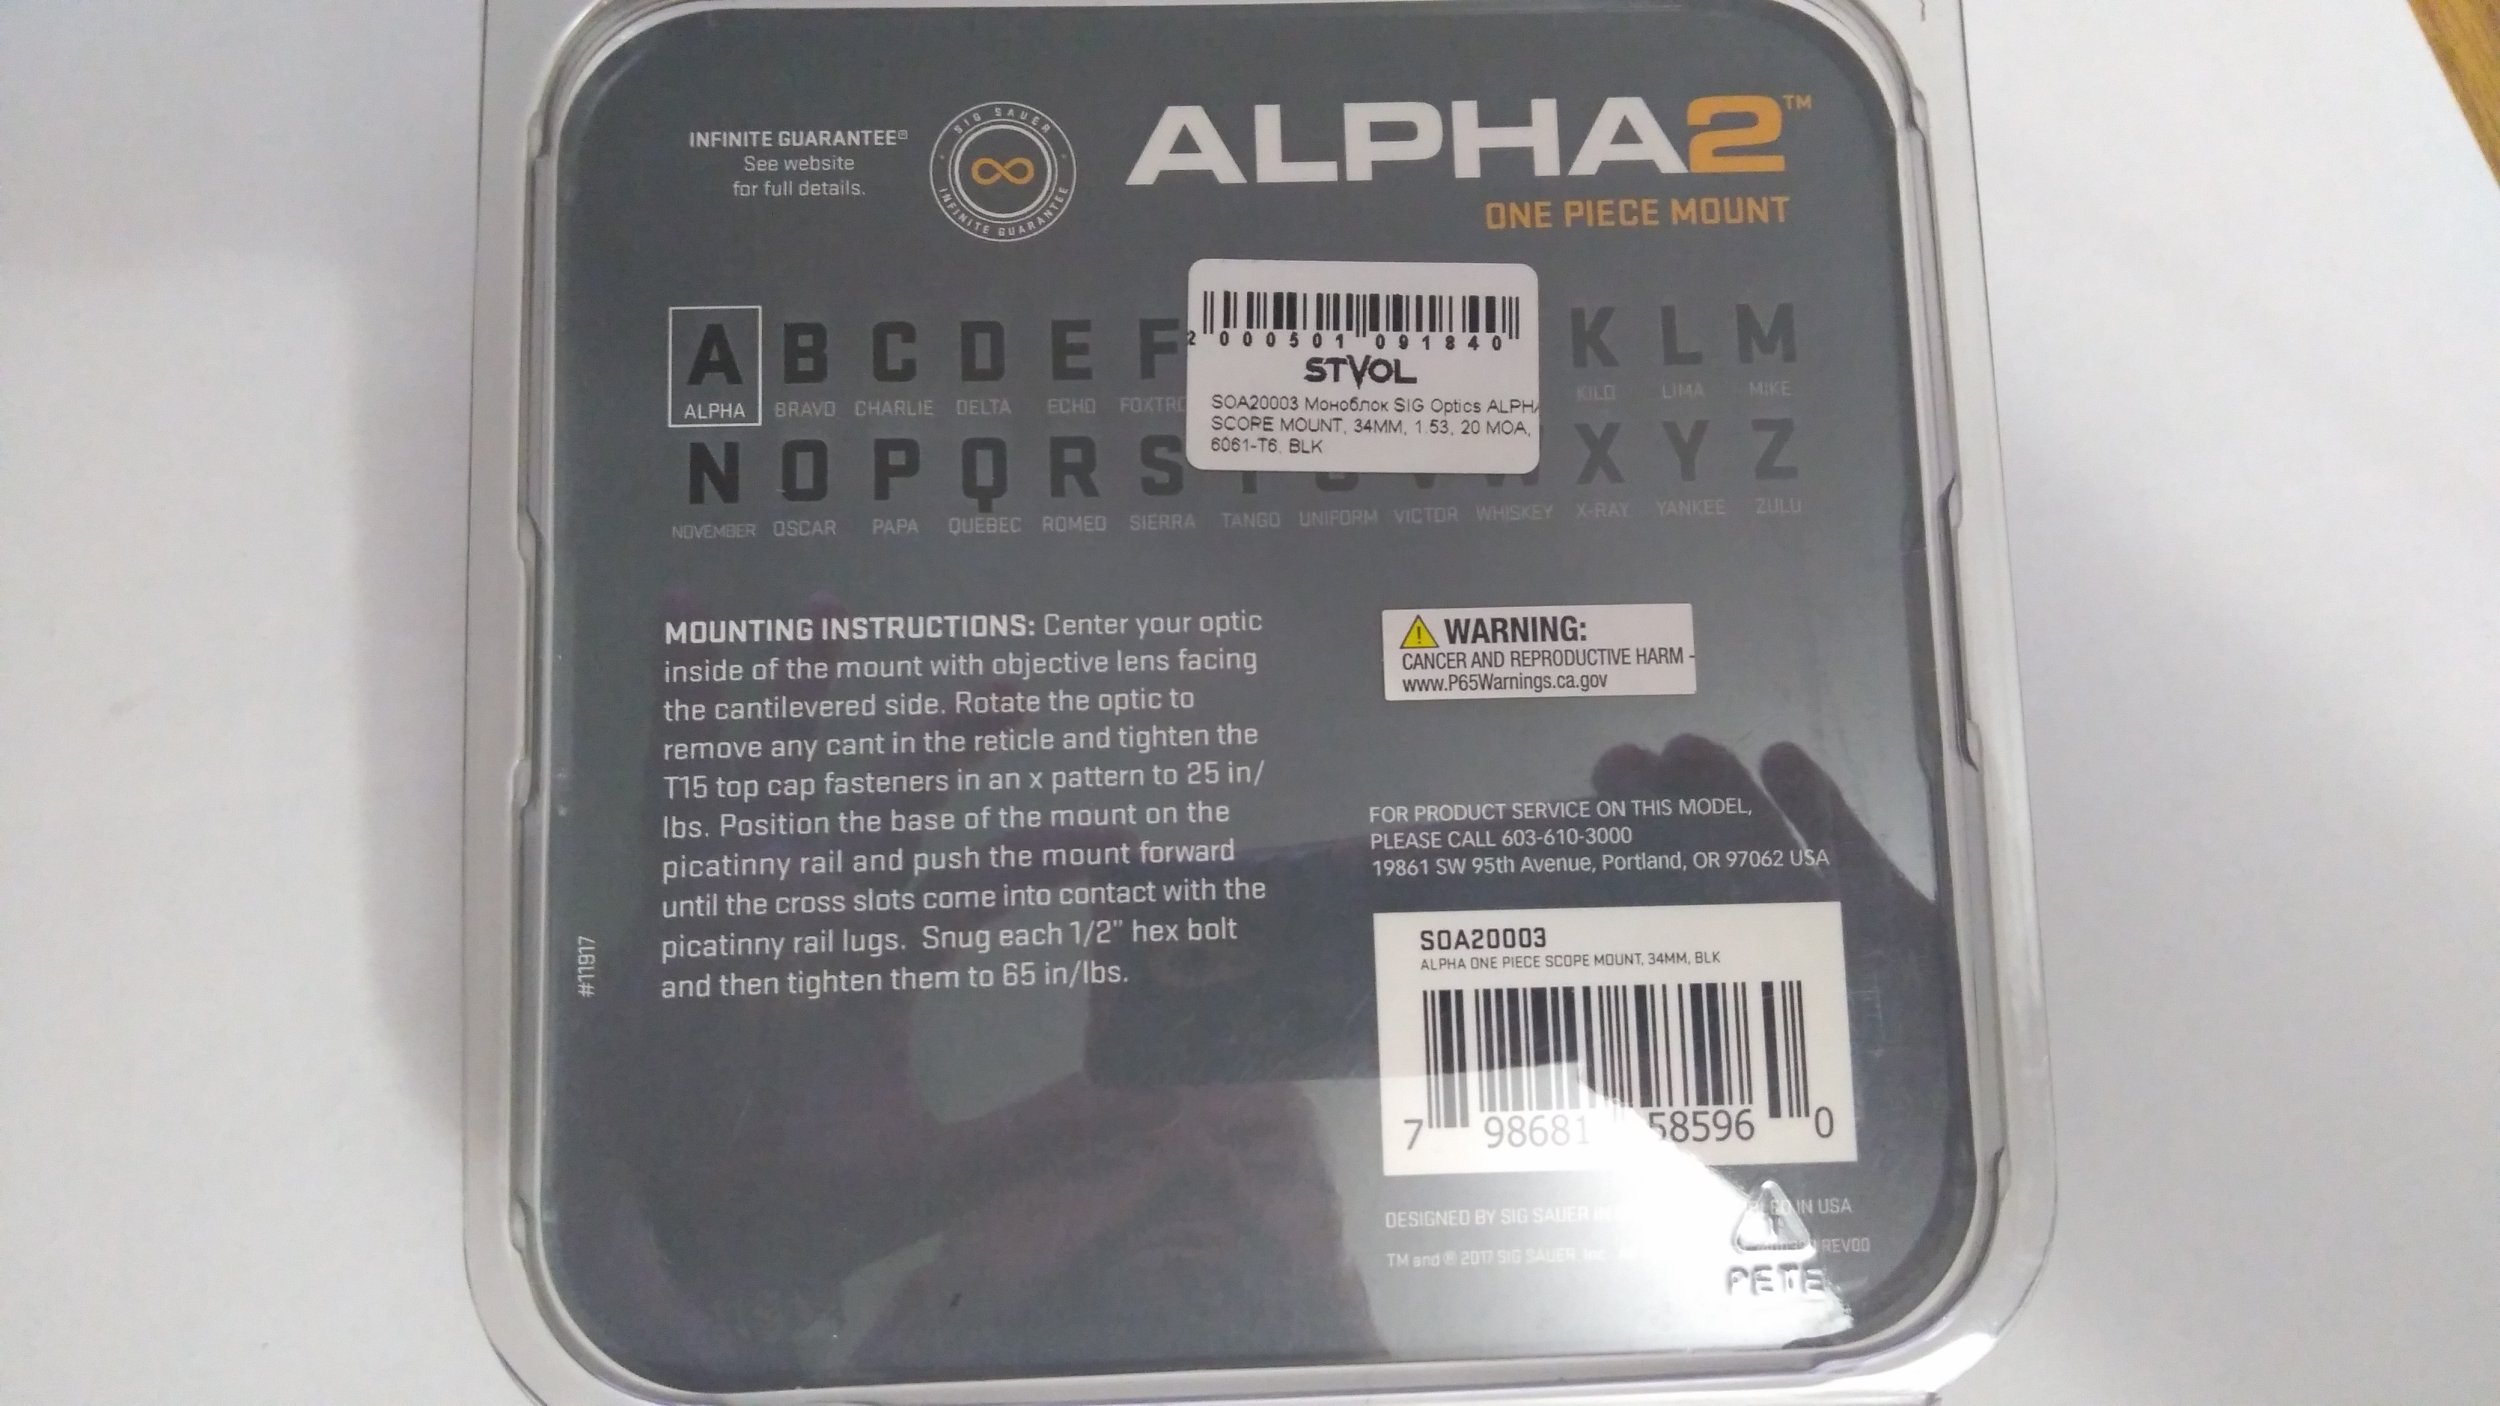 INFINITE GUARANTEE®
See website
for full details.
SIG SAUER
INFINITE GUARANTEE
ALPHA2™
ONE PIECE MOUNT
2 000501 091840
STVOL
SOA20003 Моноблок SIG Optics ALPHA
SCOPE MOUNT, 34MM, 1.53, 20 MOA,
6061-T6, BLK
A B C D E F K L M
ALPHA BRAVO CHARLIE DELTA ECHO FOXTRO KILO LIMA MIKE
N O P Q R S T U V W X Y Z
NOVEMBER OSCAR PAPA QUEBEC ROMEO SIERRA TANGO UNIFORM VICTOR WHISKEY X-RAY YANKEE ZULU
MOUNTING INSTRUCTIONS: Center your optic
inside of the mount with objective lens facing
the cantilevered side. Rotate the optic to
remove any cant in the reticle and tighten the
T15 top cap fasteners in an x pattern to 25 in/
lbs. Position the base of the mount on the
picatinny rail and push the mount forward
until the cross slots come into contact with the
picatinny rail lugs. Snug each 1/2" hex bolt
and then tighten them to 65 in/lbs.
#11917
WARNING:
CANCER AND REPRODUCTIVE HARM -
www.P65Warnings.ca.gov
FOR PRODUCT SERVICE ON THIS MODEL,
PLEASE CALL 603-610-3000
19861 SW 95th Avenue, Portland, OR 97062 USA
SOA20003
ALPHA ONE PIECE SCOPE MOUNT, 34MM, BLK
7 98681 58596 0
DESIGNED BY SIG SAUER IN USA
TM and ® 2017 SIG SAUER, Inc. REV00
1
PETE